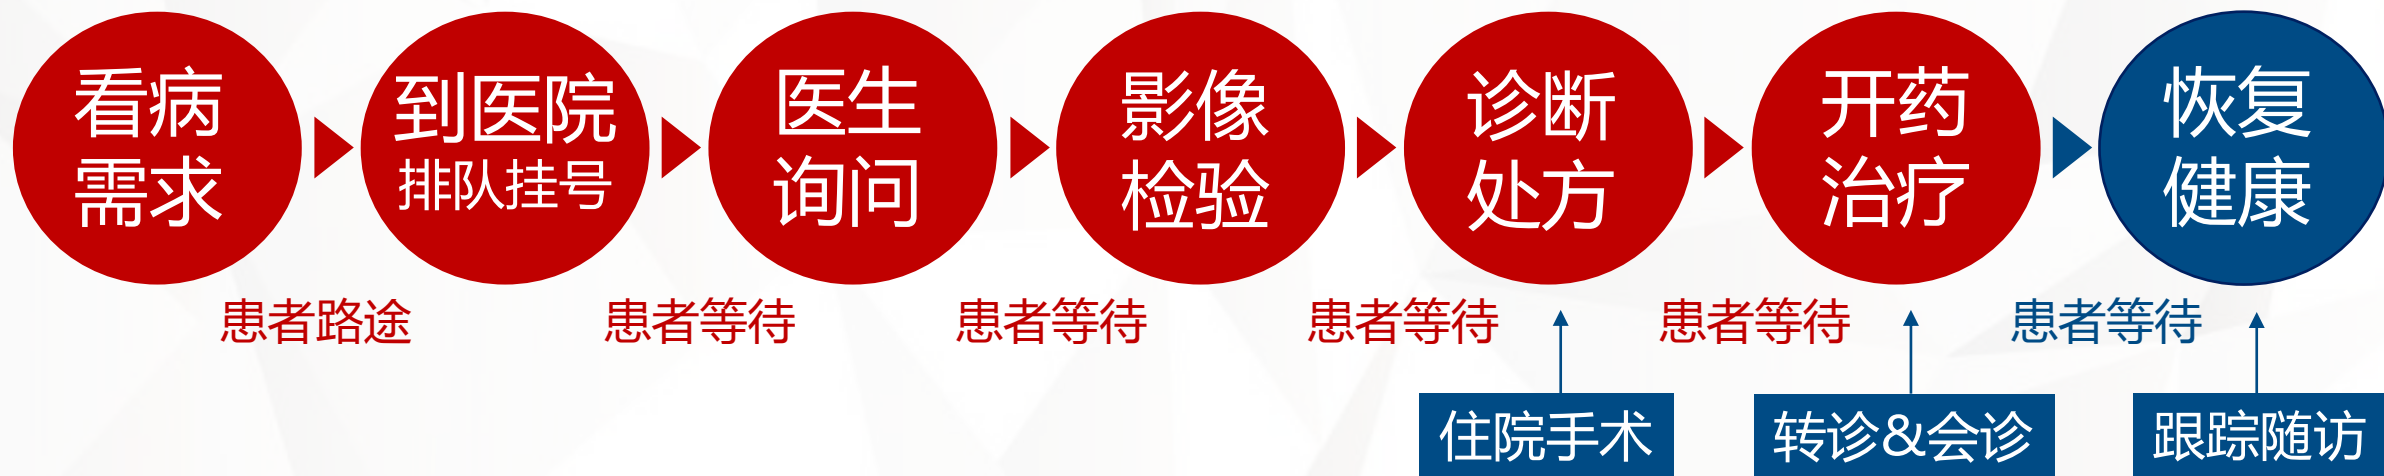 看病
需求
到医院
排队挂号
医生
询问
影像
检验
诊断
处方
开药
治疗
恢复
健康
患者路途
患者等待
患者等待
患者等待
患者等待
患者等待
住院手术
转诊&会诊
跟踪随访